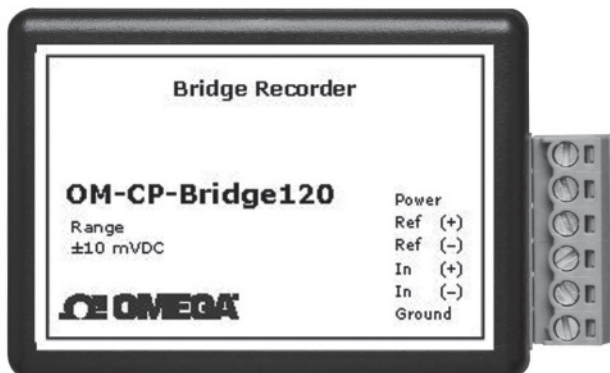 Bridge Recorder
OM-CP-Bridge120
Range
±10 mVDC
Power
Ref (+)
Ref (−)
In (+)
In (−)
Ground
Ω OMEGA®